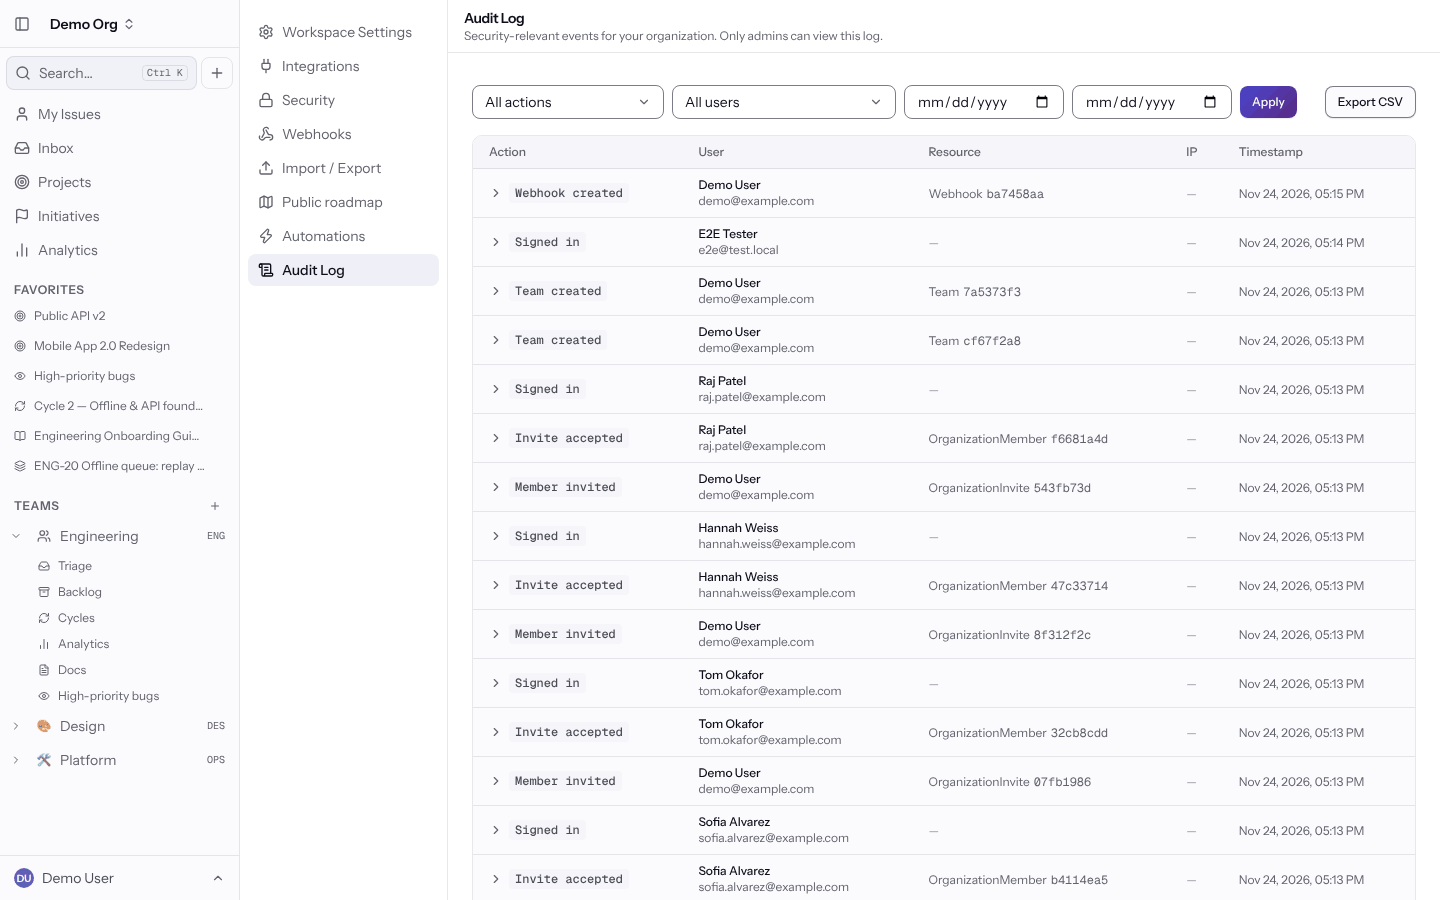 Demo Org
Search...
Ctrl K
My Issues
Inbox
Projects
Initiatives
Analytics
FAVORITES
Public API v2
Mobile App 2.0 Redesign
High-priority bugs
Cycle 2 — Offline & API found...
Engineering Onboarding Gui...
ENG-20 Offline queue: replay ...
TEAMS
Engineering ENG
Triage
Backlog
Cycles
Analytics
Docs
High-priority bugs
Design DES
Platform OPS
DU Demo User
Workspace Settings
Integrations
Security
Webhooks
Import / Export
Public roadmap
Automations
Audit Log
Audit Log
Security-relevant events for your organization. Only admins can view this log.
All actions All users mm/dd/yyyy mm/dd/yyyy Apply Export CSV
Action User Resource IP Timestamp
Webhook created Demo User demo@example.com Webhook ba7458aa — Nov 24, 2026, 05:15 PM
Signed in E2E Tester e2e@test.local — — Nov 24, 2026, 05:14 PM
Team created Demo User demo@example.com Team 7a5373f3 — Nov 24, 2026, 05:13 PM
Team created Demo User demo@example.com Team cf67f2a8 — Nov 24, 2026, 05:13 PM
Signed in Raj Patel raj.patel@example.com — — Nov 24, 2026, 05:13 PM
Invite accepted Raj Patel raj.patel@example.com OrganizationMember f6681a4d — Nov 24, 2026, 05:13 PM
Member invited Demo User demo@example.com OrganizationInvite 543fb73d — Nov 24, 2026, 05:13 PM
Signed in Hannah Weiss hannah.weiss@example.com — — Nov 24, 2026, 05:13 PM
Invite accepted Hannah Weiss hannah.weiss@example.com OrganizationMember 47c33714 — Nov 24, 2026, 05:13 PM
Member invited Demo User demo@example.com OrganizationInvite 8f312f2c — Nov 24, 2026, 05:13 PM
Signed in Tom Okafor tom.okafor@example.com — — Nov 24, 2026, 05:13 PM
Invite accepted Tom Okafor tom.okafor@example.com OrganizationMember 32cb8cdd — Nov 24, 2026, 05:13 PM
Member invited Demo User demo@example.com OrganizationInvite 07fb1986 — Nov 24, 2026, 05:13 PM
Signed in Sofia Alvarez sofia.alvarez@example.com — — Nov 24, 2026, 05:13 PM
Invite accepted Sofia Alvarez sofia.alvarez@example.com OrganizationMember b4114ea5 — Nov 24, 2026, 05:13 PM